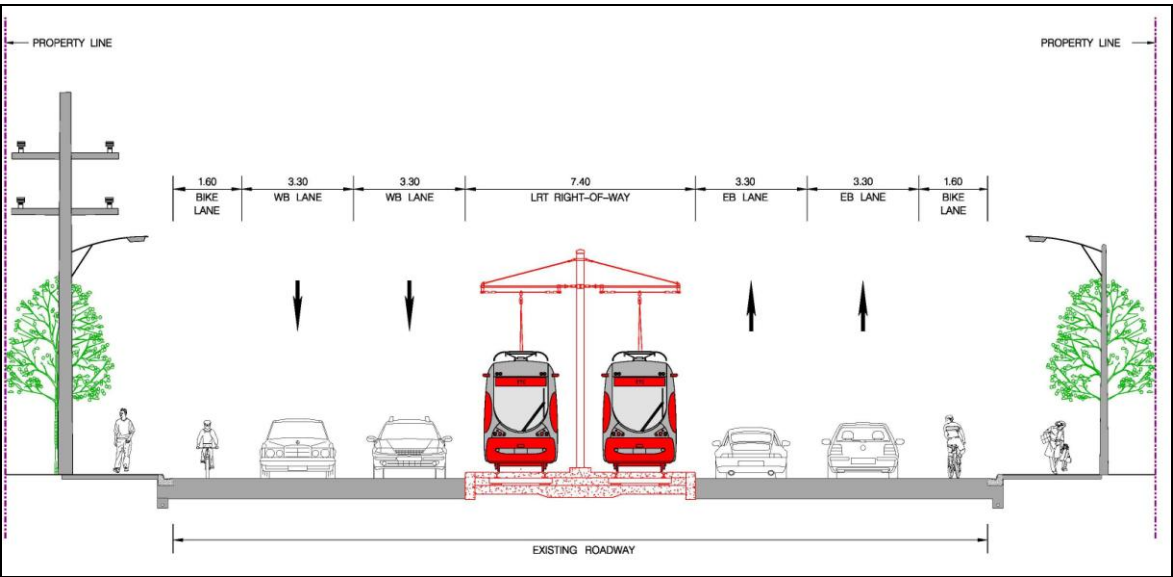 PROPERTY LINE
PROPERTY LINE
1.60
BIKE
LANE
3.30
WB LANE
3.30
WB LANE
7.40
LRT RIGHT-OF-WAY
3.30
EB LANE
3.30
EB LANE
1.60
BIKE
LANE
EXISTING ROADWAY